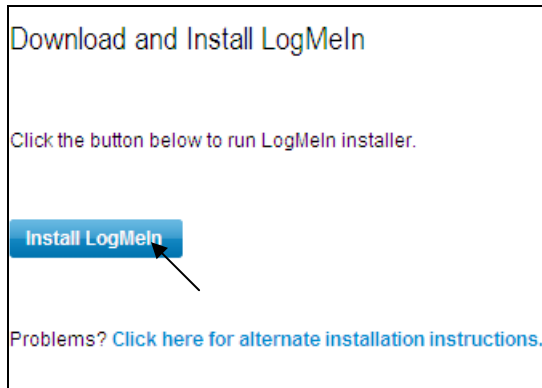 Download and Install LogMeIn
Click the button below to run LogMeIn installer.
Install LogMeIn
Problems? Click here for alternate installation instructions.